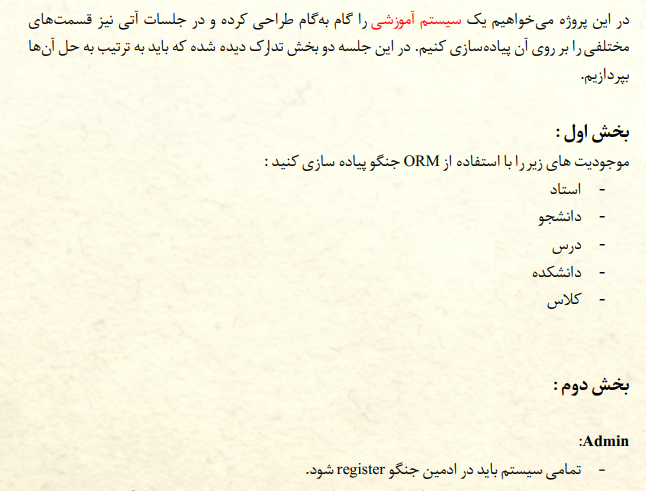 در این پروژه می‌خواهیم یک سیستم آموزشی را گام به‌گام طراحی کرده و در جلسات آتی نیز قسمت‌های
مختلفی را بر روی آن پیاده‌سازی کنیم. در این جلسه دو بخش تدارک دیده شده که باید به ترتیب به حل آن‌ها
بپردازیم.
بخش اول :
موجودیت های زیر را با استفاده از ORM جنگو پیاده سازی کنید :
- استاد
- دانشجو
- درس
- دانشکده
- کلاس
بخش دوم :
Admin:
- تمامی سیستم باید در ادمین جنگو register شود.